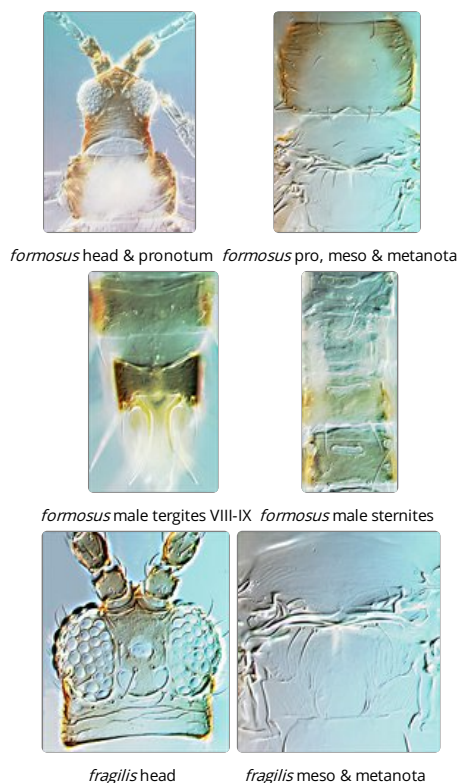 formosus head & pronotum formosus pro, meso & metanota
formosus male tergites VIII-IX formosus male sternites
fragilis head fragilis meso & metanota